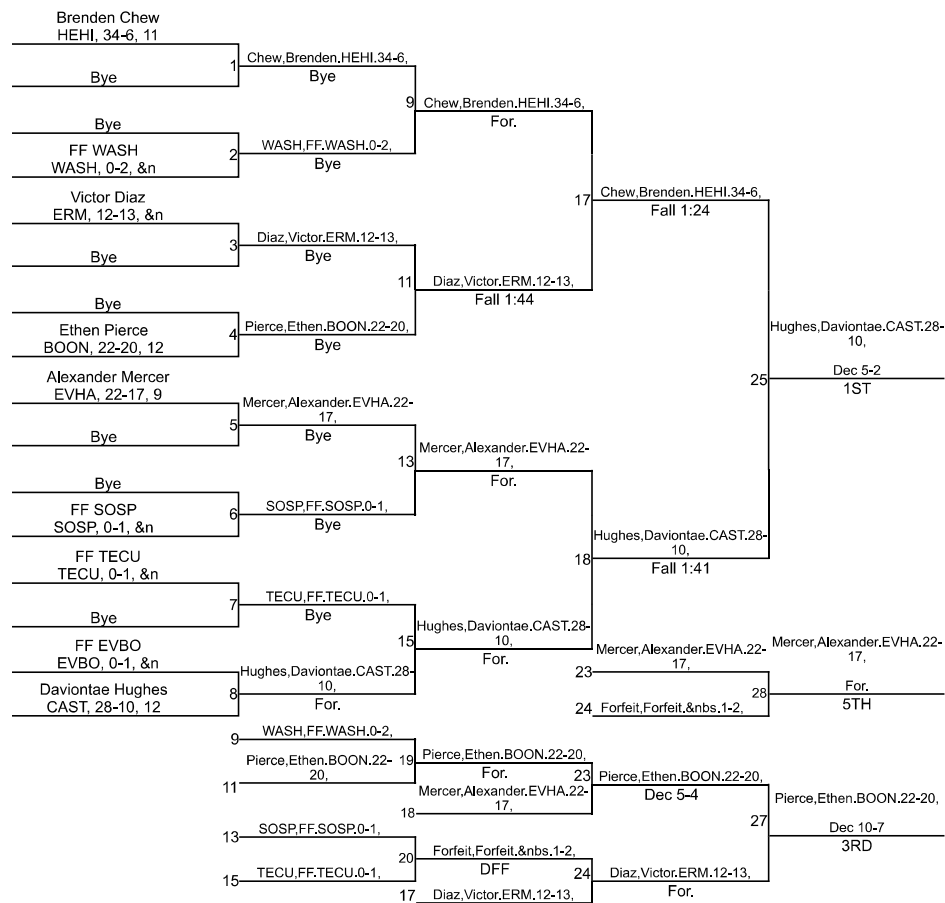 Brenden Chew
HEHI, 34-6, 11
Bye
Bye
FF WASH
WASH, 0-2, &n
Victor Diaz
ERM, 12-13, &n
Bye
Bye
Ethen Pierce
BOON, 22-20, 12
Alexander Mercer
EVHA, 22-17, 9
Bye
Bye
FF SOSP
SOSP, 0-1, &n
FF TECU
TECU, 0-1, &n
Bye
FF EVBO
EVBO, 0-1, &n
Daviontae Hughes
CAST, 28-10, 12
1
Chew,Brenden.HEHI.34-6,
Bye
2
WASH,FF.WASH.0-2,
Bye
3
Diaz,Victor.ERM.12-13,
Bye
4
Pierce,Ethen.BOON.22-20,
Bye
5
Mercer,Alexander.EVHA.22-
17,
Bye
6
SOSP,FF.SOSP.0-1,
Bye
7
TECU,FF.TECU.0-1,
Bye
8
Hughes,Daviontae.CAST.28-
10,
For.
9
Chew,Brenden.HEHI.34-6,
For.
11
Diaz,Victor.ERM.12-13,
Fall 1:44
13
Mercer,Alexander.EVHA.22-
17,
For.
15
Hughes,Daviontae.CAST.28-
10,
For.
17
Chew,Brenden.HEHI.34-6,
Fall 1:24
18
Hughes,Daviontae.CAST.28-
10,
Fall 1:41
25
Hughes,Daviontae.CAST.28-
10,
Dec 5-2
1ST
23
Mercer,Alexander.EVHA.22-
17,
24
Forfeit,Forfeit.&nbs.1-2,
28
Mercer,Alexander.EVHA.22-
17,
For.
5TH
9
WASH,FF.WASH.0-2,
11
Pierce,Ethen.BOON.22-
20,
19
Pierce,Ethen.BOON.22-20,
For.
18
Mercer,Alexander.EVHA.22-
17,
23
Pierce,Ethen.BOON.22-20,
Dec 5-4
13
SOSP,FF.SOSP.0-1,
15
TECU,FF.TECU.0-1,
20
Forfeit,Forfeit.&nbs.1-2,
DFF
17
Diaz,Victor.ERM.12-13,
24
Diaz,Victor.ERM.12-13,
For.
27
Pierce,Ethen.BOON.22-20,
Dec 10-7
3RD